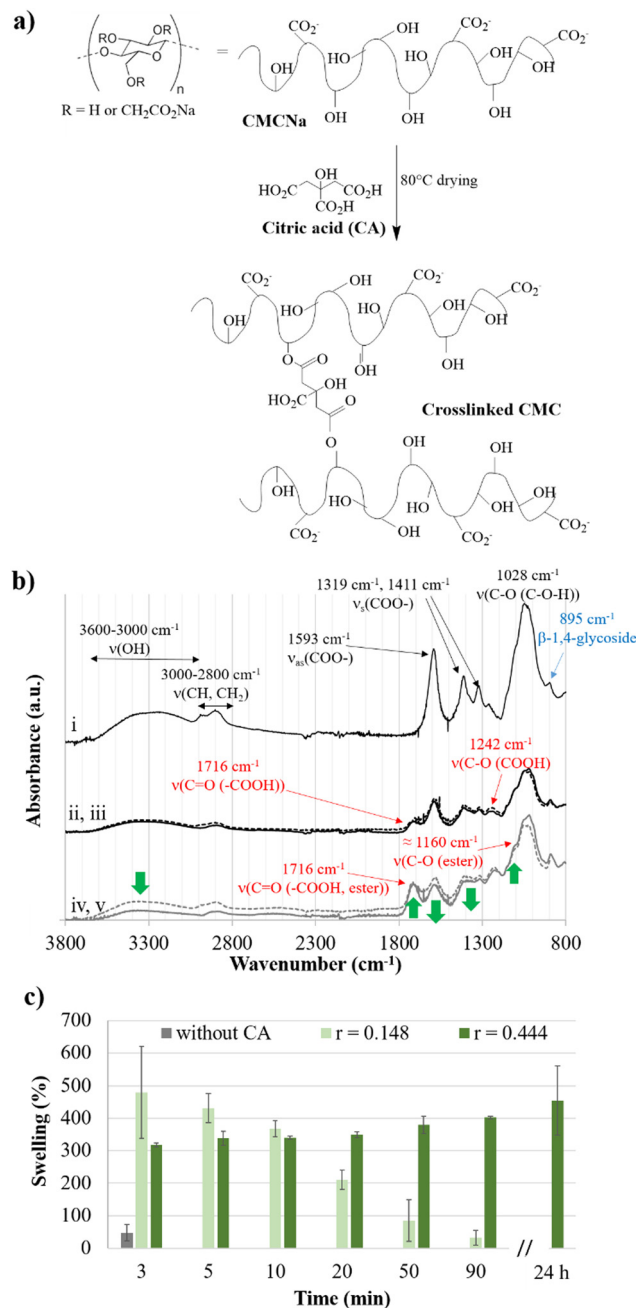 a)
RO
RO
OR
O
O
OR
n
R = H or CH2CO2Na
=
CO2-
HO
OH
OH
HO
OH
CO2-
HO
OH
OH
CO2-
OH
CMCNa
HO2C
OH
CO2H
CO2H
Citric acid (CA)
80°C drying
CO2-
OH
HO
OH
O
O
HO
OH
CO2-
OH
HO
OH
CO2-
HO2C
OH
O
O
Crosslinked CMC
OH
CO2-
HO
OH
OH
HO
OH
CO2-
HO
OH
OH
CO2-
b)
Absorbance (a.u.)
3600-3000 cm-1
ν(OH)
3000-2800 cm-1
ν(CH, CH2)
1593 cm-1
νas(COO-)
1319 cm-1, 1411 cm-1
νs(COO-)
1028 cm-1
ν(C-O (C-O-H))
895 cm-1
β-1,4-glycoside
i
1716 cm-1
ν(C=O (-COOH))
1242 cm-1
ν(C-O (COOH)
ii, iii
1716 cm-1
ν(C=O (-COOH, ester))
≈ 1160 cm-1
ν(C-O (ester))
iv, v
3800 3300 2800 2300 1800 1300 800
Wavenumber (cm-1)
c)
without CA r = 0.148 r = 0.444
Swelling (%)
700
600
500
400
300
200
100
0
3 5 10 20 50 90 // 24 h
Time (min)